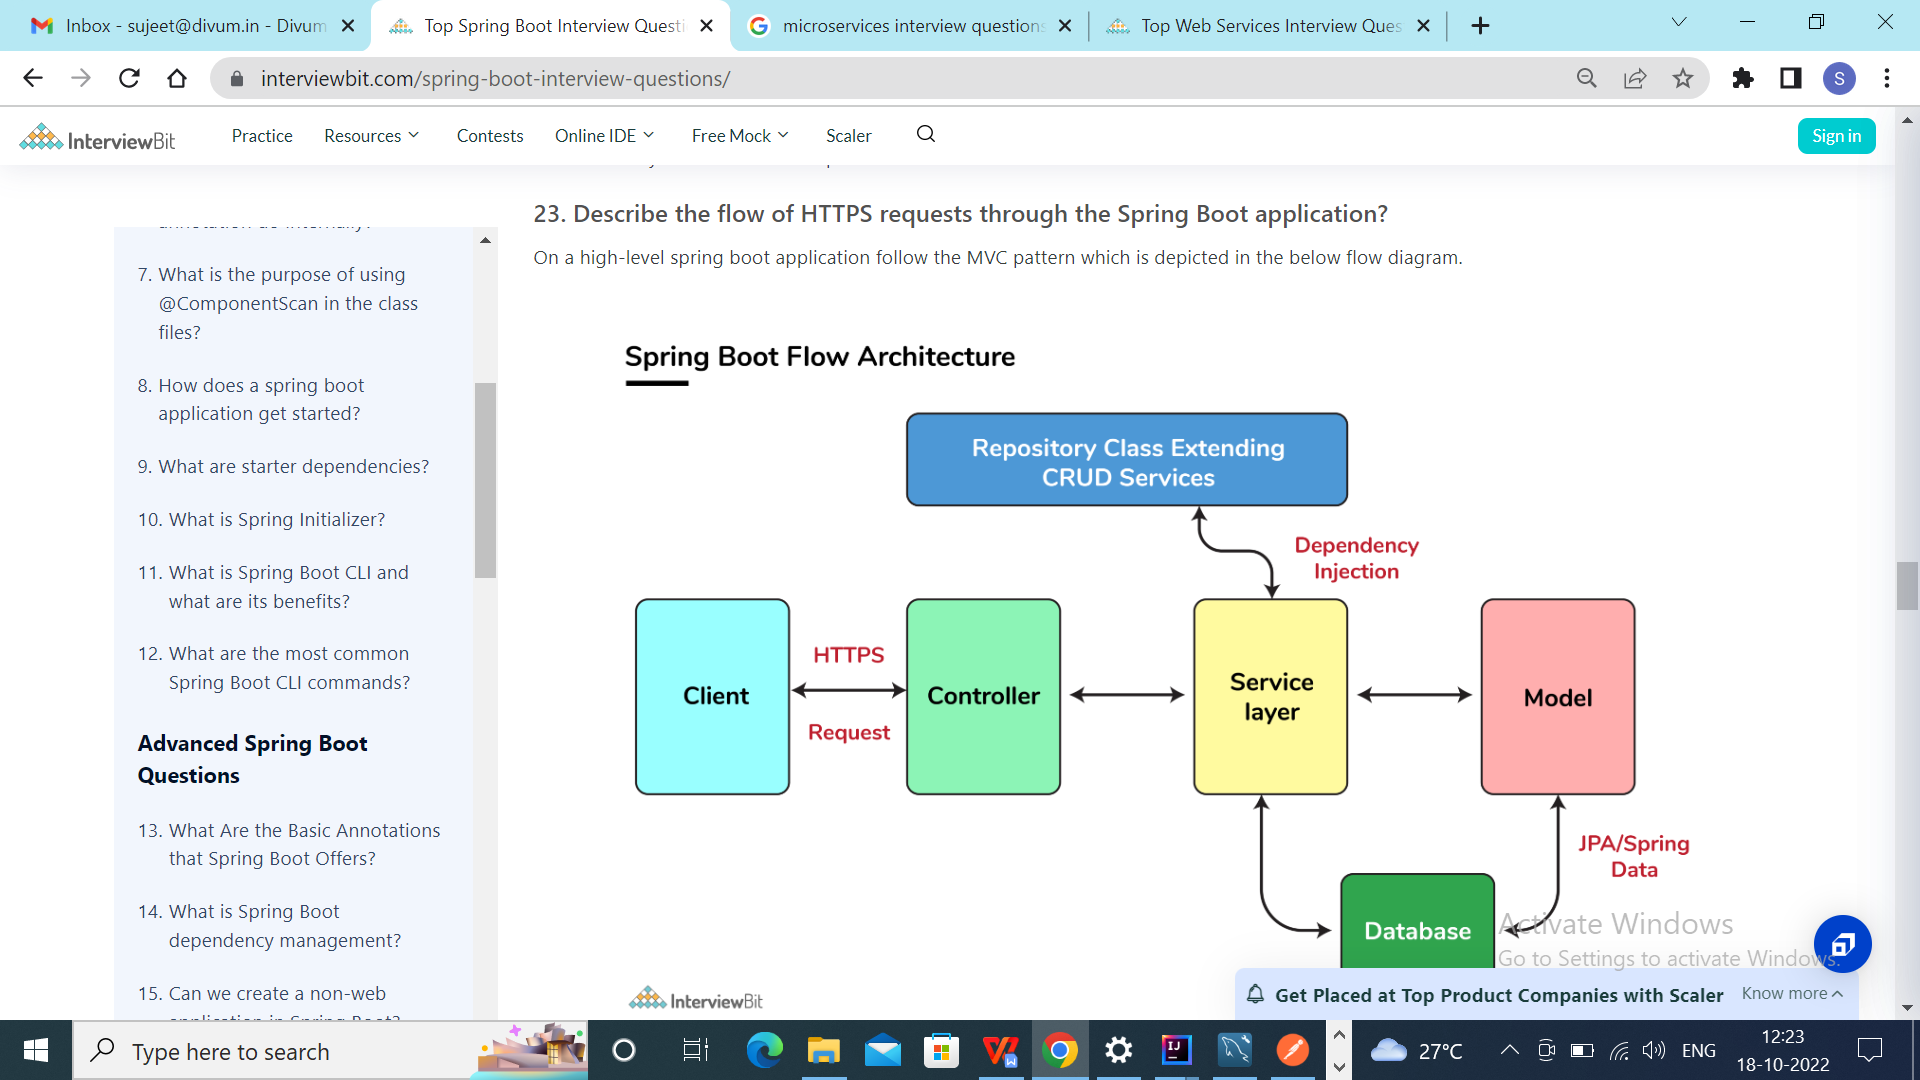 Inbox - sujeet@divum.in - Divum
Top Spring Boot Interview Questi
microservices interview questions
Top Web Services Interview Ques
interviewbit.com/spring-boot-interview-questions/
S
InterviewBit
Practice
Resources
Contests
Online IDE
Free Mock
Scaler
Sign in
7. What is the purpose of using
@ComponentScan in the class
files?
8. How does a spring boot
application get started?
9. What are starter dependencies?
10. What is Spring Initializer?
11. What is Spring Boot CLI and
what are its benefits?
12. What are the most common
Spring Boot CLI commands?
Advanced Spring Boot
Questions
13. What Are the Basic Annotations
that Spring Boot Offers?
14. What is Spring Boot
dependency management?
15. Can we create a non-web
application in Spring Boot?
23. Describe the flow of HTTPS requests through the Spring Boot application?
On a high-level spring boot application follow the MVC pattern which is depicted in the below flow diagram.
Spring Boot Flow Architecture
Repository Class Extending
CRUD Services
Dependency
Injection
Client
HTTPS
Request
Controller
Service
layer
Model
JPA/Spring
Data
Database
InterviewBit
Activate Windows
Go to Settings to activate Windows.
Get Placed at Top Product Companies with Scaler
Know more
Type here to search
27°C
ENG
12:23
18-10-2022